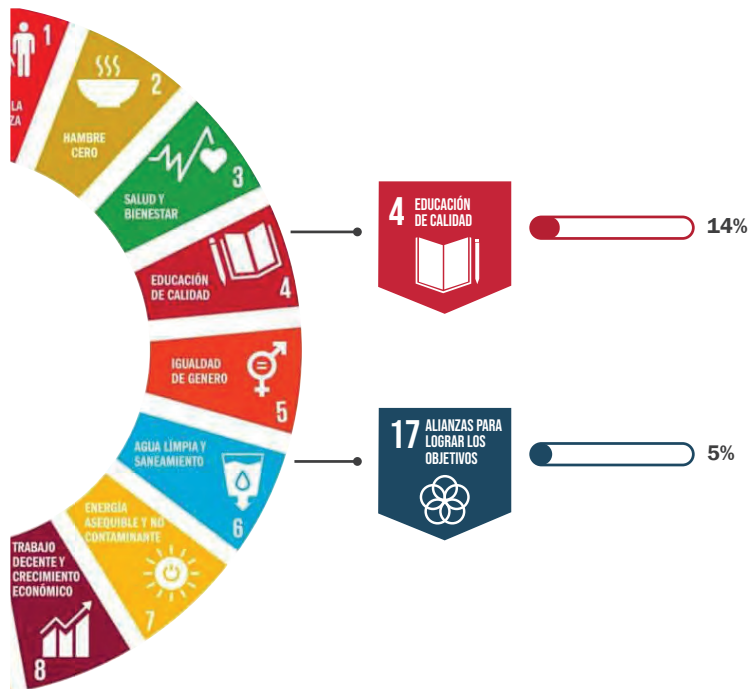 1
LA
ZA
2
HAMBRE
CERO
3
SALUD Y
BIENESTAR
EDUCACIÓN
DE CALIDAD
4
IGUALDAD
DE GENERO
5
AGUA LÍMPIA Y
SANEAMIENTO
6
ENERGÍA
ASEQUIBLE Y NO
CONTAMINANTE
7
TRABAJO
DECENTE Y
CRECIMIENTO
ECONÓMICO
8
4 EDUCACIÓN
DE CALIDAD
14%
17 ALIANZAS PARA
LOGRAR LOS
OBJETIVOS
5%